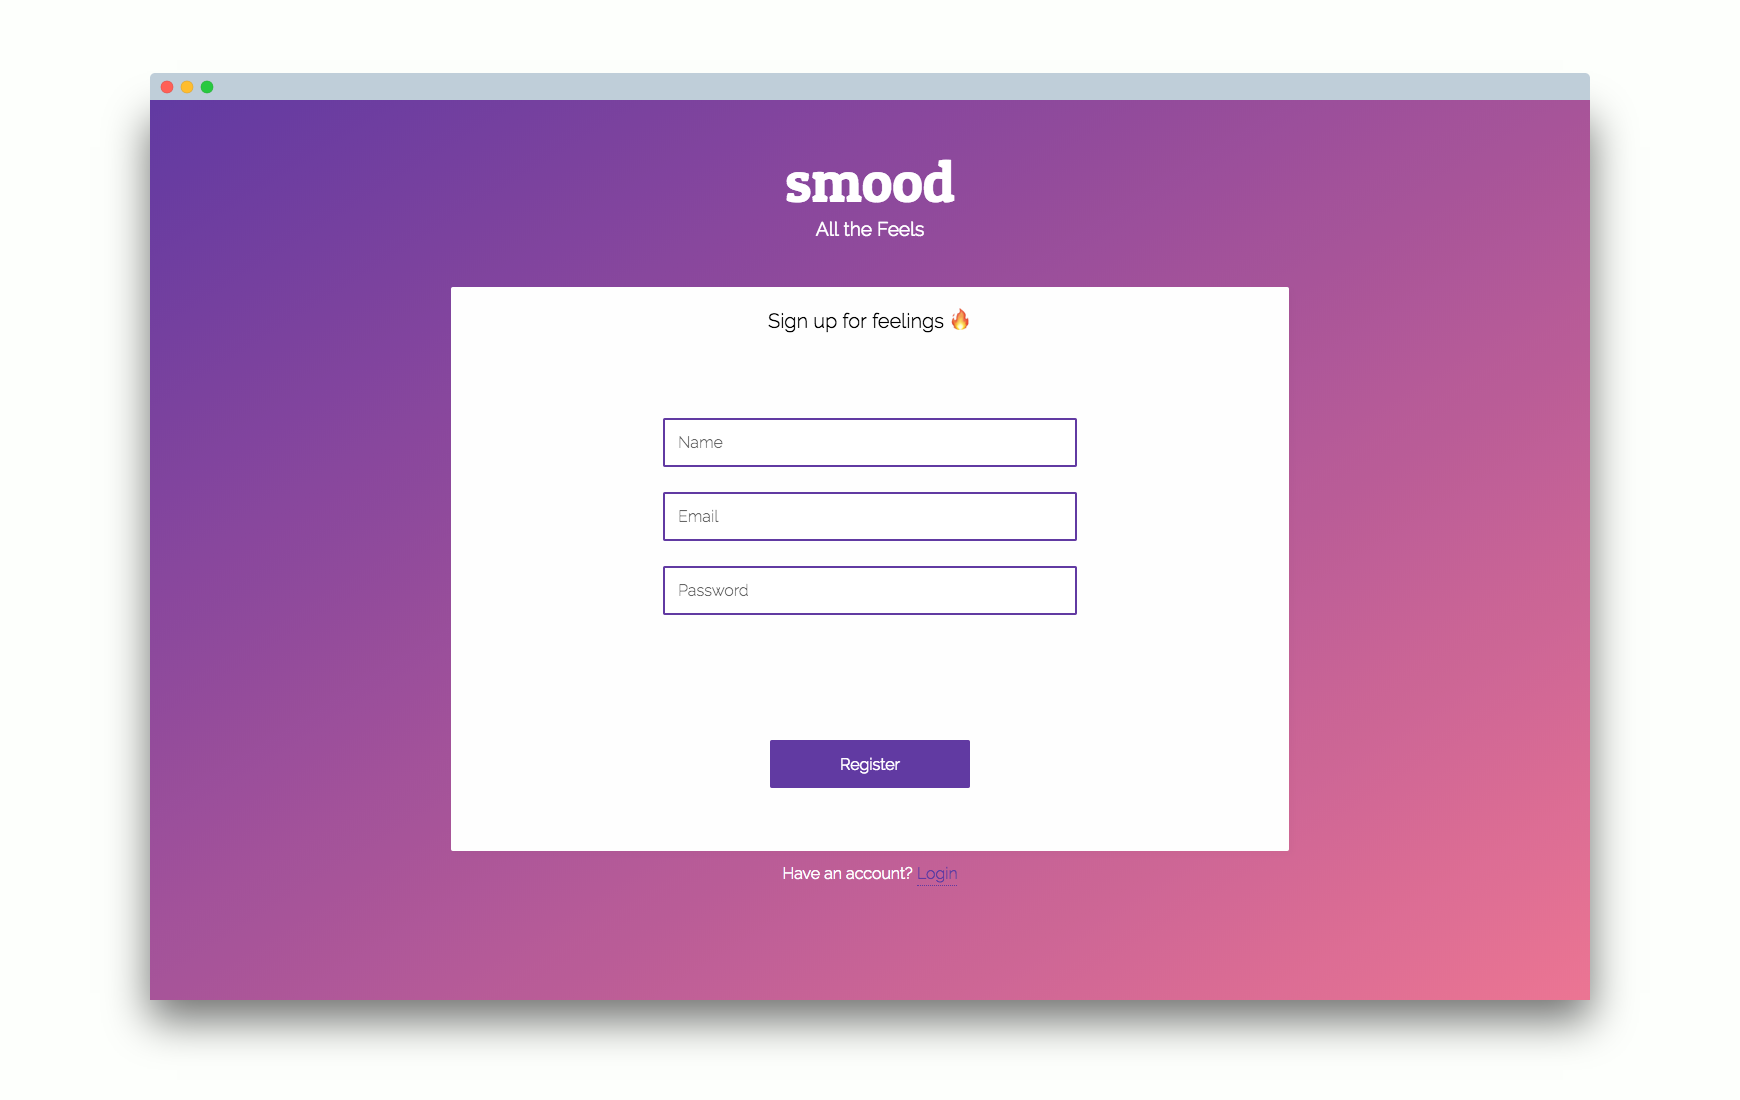 smood
All the Feels
Sign up for feelings 🔥
Name
Email
Password
Register
Have an account? Login